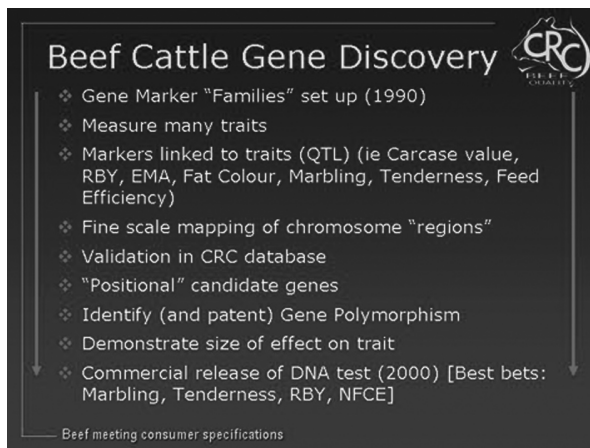 Beef Cattle Gene Discovery
CRC
BEEF
QUALITY
Gene Marker “Families” set up (1990)
Measure many traits
Markers linked to traits (QTL) (ie Carcase value,
RBY, EMA, Fat Colour, Marbling, Tenderness, Feed
Efficiency)
Fine scale mapping of chromosome “regions”
Validation in CRC database
“Positional” candidate genes
Identify (and patent) Gene Polymorphism
Demonstrate size of effect on trait
Commercial release of DNA test (2000) [Best bets:
Marbling, Tenderness, RBY, NFCE]
Beef meeting consumer specifications